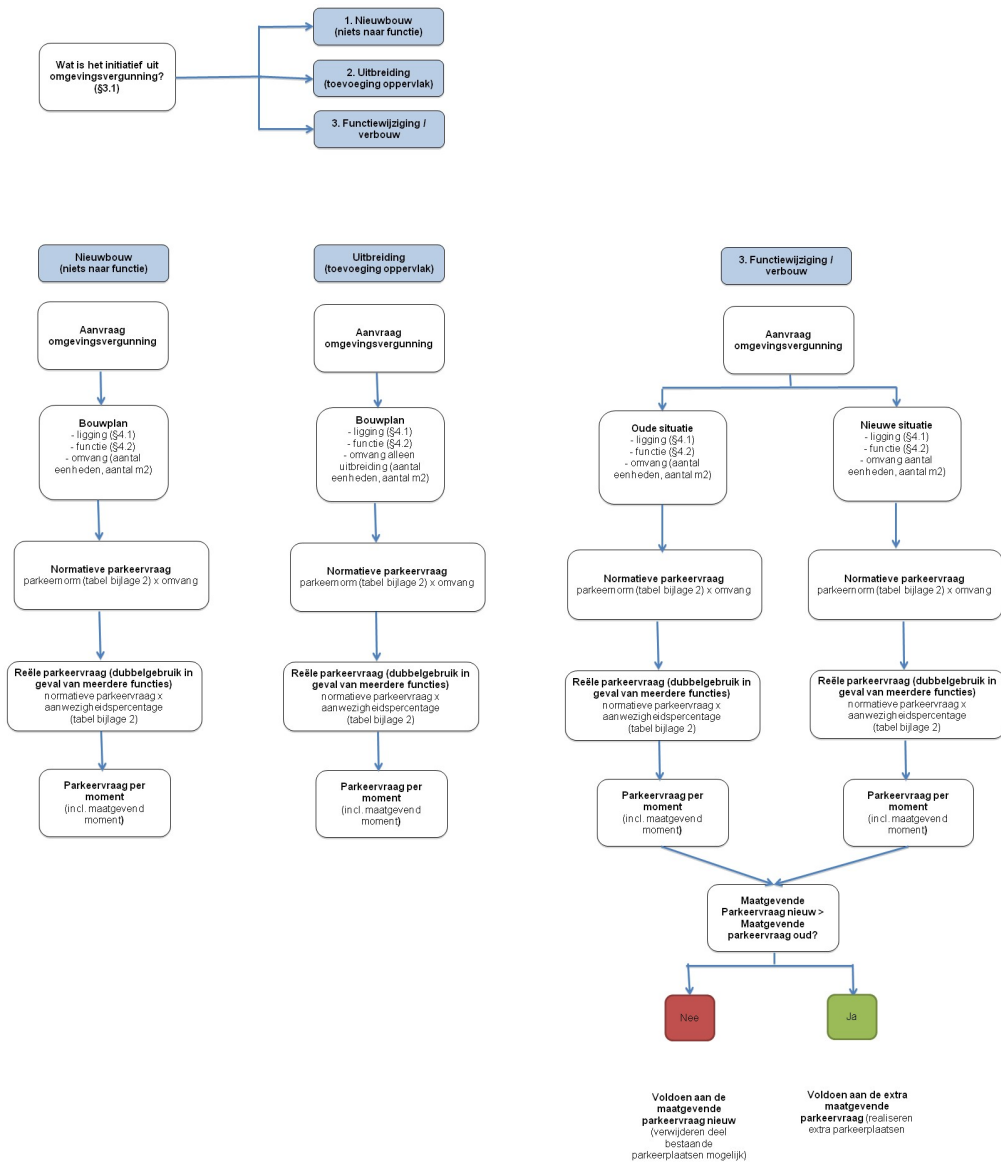 1. Nieuwbouw
(niets naar functie)
Wat is het initiatief uit
omgevingsvergunning?
(§3.1)
2. Uitbreiding
(toevoeging oppervlak)
3. Functiewijziging /
verbouw
Nieuwbouw
(niets naar functie)
Aanvraag
omgevingsvergunning
Bouwplan
- ligging (§4.1)
- functie (§4.2)
- omvang (aantal
eenheden, aantal m2)
Normatieve parkeervraag
parkeernorm (tabel bijlage 2) x omvang
Reële parkeervraag (dubbelgebruik in
geval van meerdere functies)
normatieve parkeervraag x
aanwezigheidspercentage
(tabel bijlage 2)
Parkeervraag per
moment
(incl. maatgevend
moment)
Uitbreiding
(toevoeging oppervlak)
Aanvraag
omgevingsvergunning
Bouwplan
- ligging (§4.1)
- functie (§4.2)
- omvang alleen
uitbreiding (aantal
eenheden, aantal m2)
Normatieve parkeervraag
parkeernorm (tabel bijlage 2) x omvang
Reële parkeervraag (dubbelgebruik in
geval van meerdere functies)
normatieve parkeervraag x
aanwezigheidspercentage
(tabel bijlage 2)
Parkeervraag per
moment
(incl. maatgevend
moment)
3. Functiewijziging /
verbouw
Aanvraag
omgevingsvergunning
Oude situatie
- ligging (§4.1)
- functie (§4.2)
- omvang (aantal
eenheden, aantal m2)
Normatieve parkeervraag
parkeernorm (tabel bijlage 2) x omvang
Reële parkeervraag (dubbelgebruik in
geval van meerdere functies)
normatieve parkeervraag x
aanwezigheidspercentage
(tabel bijlage 2)
Parkeervraag per
moment
(incl. maatgevend
moment)
Nieuwe situatie
- ligging (§4.1)
- functie (§4.2)
- omvang aantal
eenheden, aantal m2)
Normatieve parkeervraag
parkeernorm (tabel bijlage 2) x omvang
Reële parkeervraag (dubbelgebruik in
geval van meerdere functies)
normatieve parkeervraag x
aanwezigheidspercentage
(tabel bijlage 2)
Parkeervraag per
moment
(incl. maatgevend
moment)
Maatgevende
Parkeervraag nieuw >
Maatgevende
parkeervraag oud?
Nee
Ja
Voldoen aan de
maatgevende
parkeervraag nieuw
(verwijderen deel
bestaande
parkeerplaatsen mogelijk)
Voldoen aan de extra
maatgevende
parkeervraag (realiseren
extra parkeerplaatsen